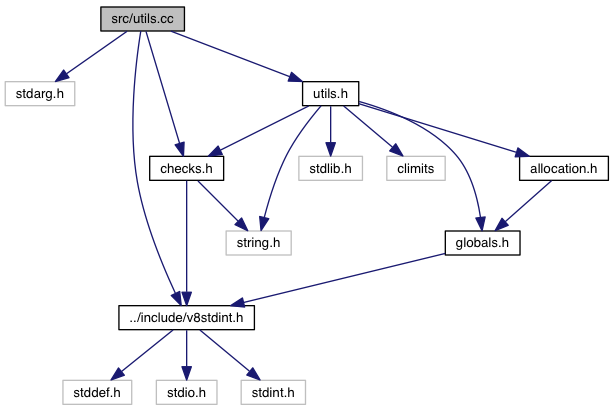 src/utils.cc
stdarg.h
utils.h
checks.h
stdlib.h
climits
allocation.h
string.h
globals.h
../include/v8stdint.h
stddef.h
stdio.h
stdint.h